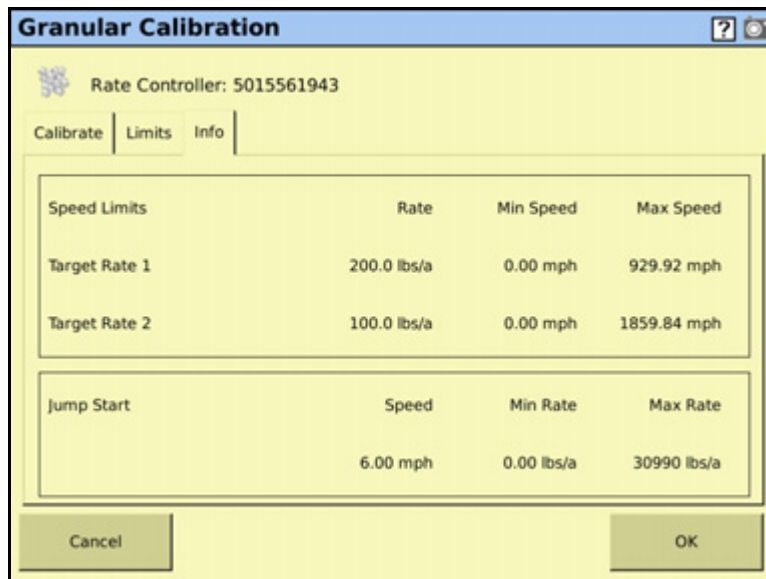 Granular Calibration ?
Rate Controller: 5015561943
Calibrate Limits Info
Speed Limits Rate Min Speed Max Speed
Target Rate 1 200.0 lbs/a 0.00 mph 929.92 mph
Target Rate 2 100.0 lbs/a 0.00 mph 1859.84 mph
Jump Start Speed Min Rate Max Rate
6.00 mph 0.00 lbs/a 30990 lbs/a
Cancel OK